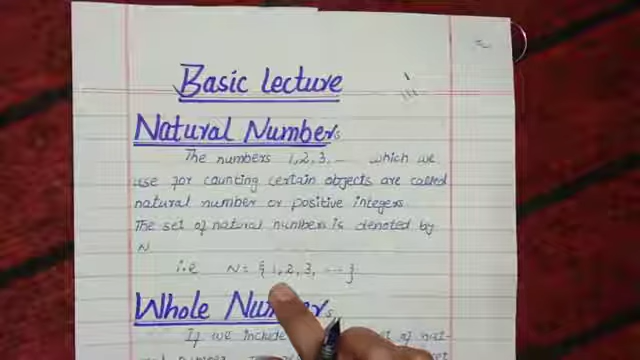 Basic lecture
Natural Numbers
The numbers 1,2,3, --- which we
use for counting certain objects are called
natural number or positive integers.
The set of natural numbers is denoted by
N
i.e N = { 1, 2, 3, --- }
Whole Numbers
If we include of nat-